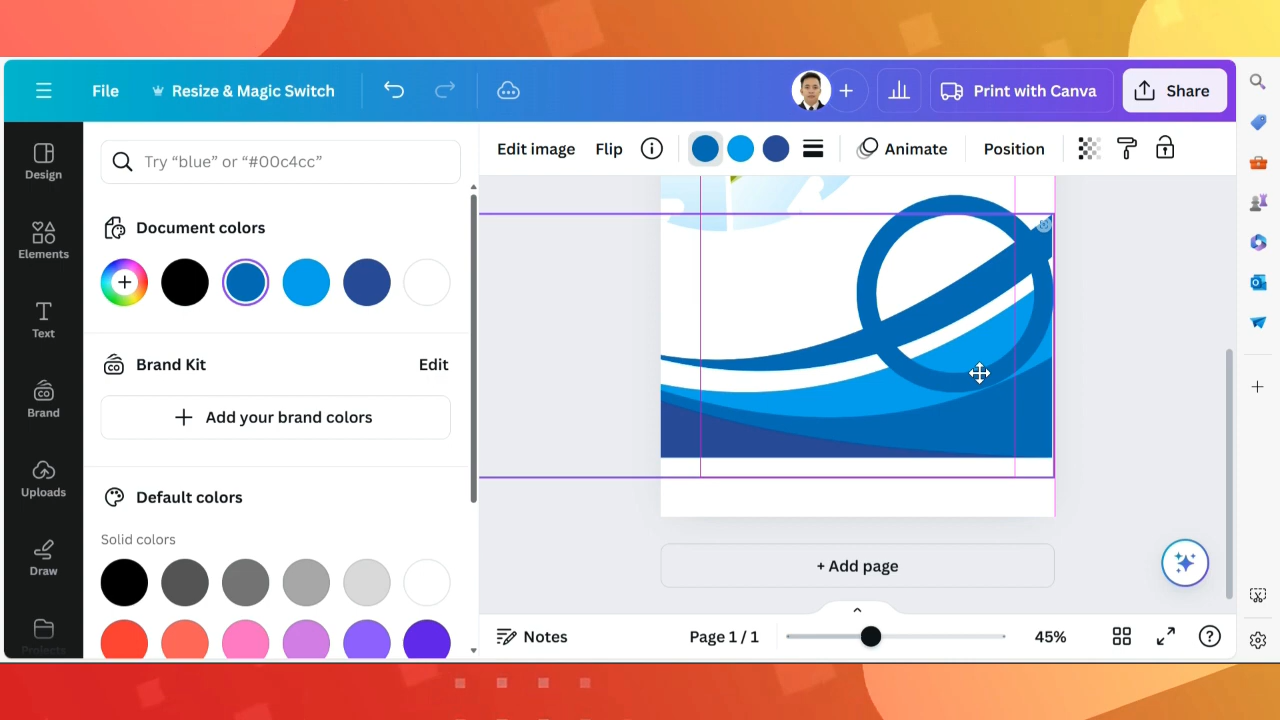 File
Resize & Magic Switch
Print with Canva
Share
Design
Elements
Text
Brand
Uploads
Draw
Projects
Try “blue” or “#00c4cc”
Document colors
Brand Kit
Edit
Add your brand colors
Default colors
Solid colors
Edit image
Flip
Animate
Position
+ Add page
Notes
Page 1 / 1
45%